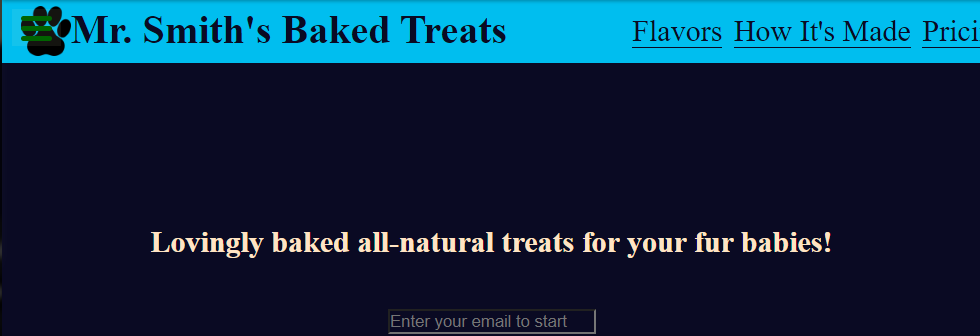 Mr. Smith's Baked Treats
Flavors How It's Made Prici
Lovingly baked all-natural treats for your fur babies!
Enter your email to start